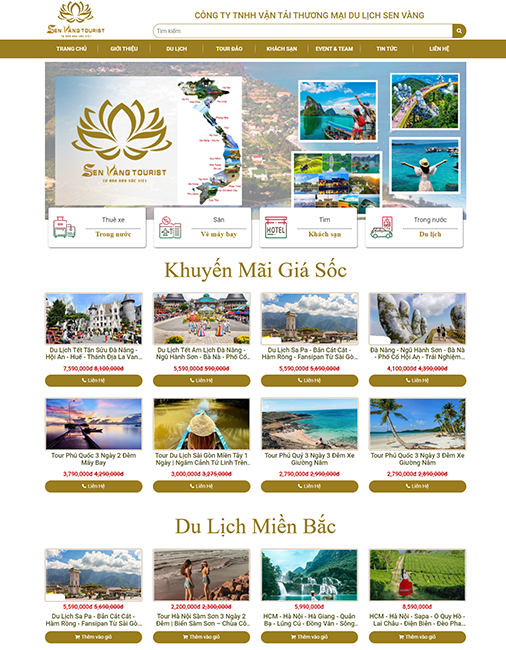 SEN VANG TOURIST
CÔNG TY TNHH VẬN TẢI THƯƠNG MẠI DU LỊCH SEN VÀNG
Tìm kiếm
TRANG CHỦ
GIỚI THIỆU
DU LỊCH
TOUR ĐẢO
KHÁCH SẠN
EVENT & TEAM
TIN TỨC
LIÊN HỆ
SEN VÀNG TOURIST
HOTEL
Thuê xe
Trong nước
Săn
Vé máy bay
Tìm
Khách sạn
Trong nước
Du lịch
Khuyến Mãi Giá Sốc
Du Lịch Tết Tân Sửu Đà Nẵng -
Hội An - Huế - Thánh Địa La Van...
7,590,000đ 8,100,000đ
Liên Hệ
Du Lịch Tết Âm Lịch Đà Nẵng -
Ngũ Hành Sơn - Bà Nà - Phố Cổ...
5,590,000đ 590,000đ
Liên Hệ
Du Lịch Sa Pa - Bản Cát Cát -
Hàm Rồng - Fansipan Từ Sài Gò...
5,590,000đ 5,690,000đ
Liên Hệ
Đà Nẵng - Ngũ Hành Sơn - Bà Nà
- Phố Cổ Hội An - Trải Nghiệm...
4,100,000đ 4,390,000đ
Liên Hệ
Tour Phú Quốc 3 Ngày 2 Đêm
Máy Bay
3,790,000đ 4,290,000đ
Liên Hệ
Tour Du Lịch Sài Gòn Miền Tây 1
Ngày | Ngắm Cảnh Tứ Linh Trên...
3,000,000đ 3,275,000đ
Liên Hệ
Tour Phú Quý 3 Ngày 3 Đêm Xe
Giường Nằm
2,790,000đ 2,990,000đ
Liên Hệ
Tour Phú Quốc 3 Ngày 3 Đêm Xe
Giường Nằm
2,790,000đ 2,890,000đ
Liên Hệ
Du Lịch Miền Bắc
5,590,000đ 5,690,000đ
Du Lịch Sa Pa - Bản Cát Cát -
Hàm Rồng - Fansipan Từ Sài Gò...
Thêm vào giỏ
2,200,000đ 2,300,000đ
Tour Hà Nội Sầm Sơn 3 Ngày 2
Đêm | Biển Sầm Sơn – Chùa Cô...
Thêm vào giỏ
5,990,000đ
HCM - Hà Nội - Hà Giang - Quản
Bạ - Lũng Cú - Đồng Văn - Sông...
Thêm vào giỏ
8,590,000đ
HCM - Hà Nội - Sapa - Ô Quy Hồ -
Lai Châu - Điện Biên - Đèo Pha...
Thêm vào giỏ